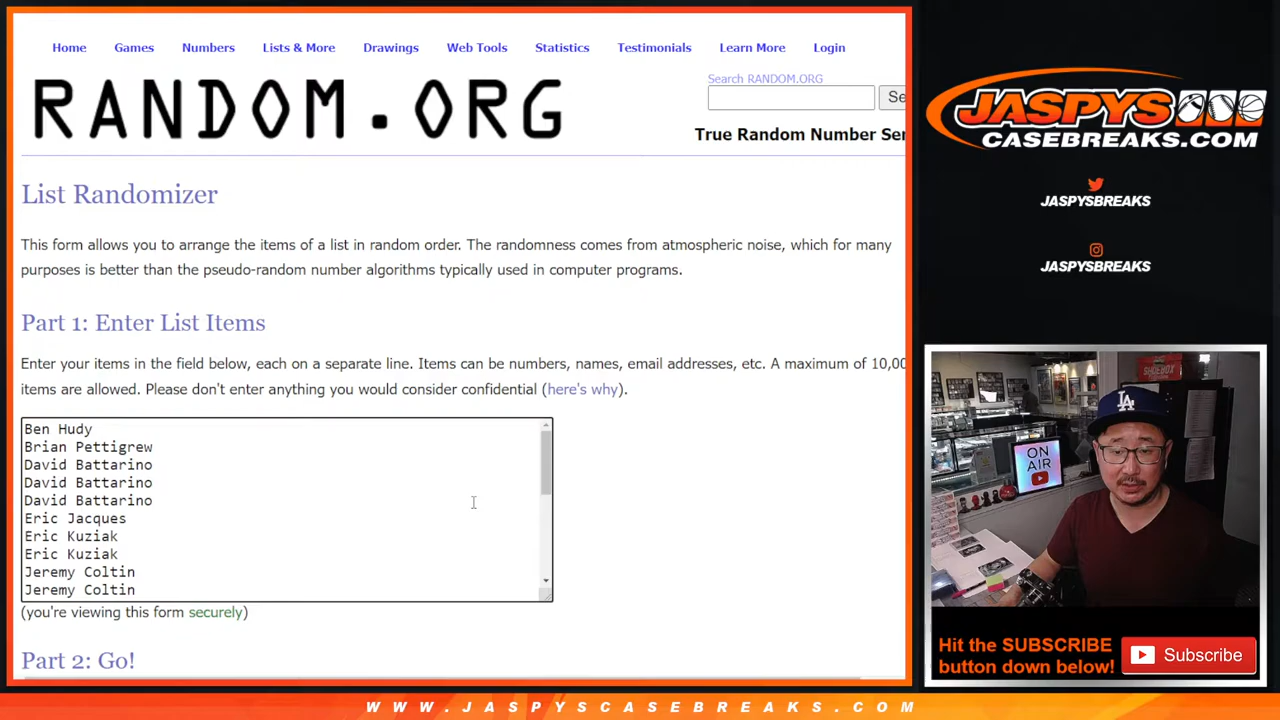 Home Games Numbers Lists & More Drawings Web Tools Statistics Testimonials Learn More Login
RANDOM.ORG
Search RANDOM.ORG
Se
True Random Number Ser
List Randomizer
This form allows you to arrange the items of a list in random order. The randomness comes from atmospheric noise, which for many
purposes is better than the pseudo-random number algorithms typically used in computer programs.
Part 1: Enter List Items
Enter your items in the field below, each on a separate line. Items can be numbers, names, email addresses, etc. A maximum of 10,00
items are allowed. Please don't enter anything you would consider confidential (here's why).
Ben Hudy
Brian Pettigrew
David Battarino
David Battarino
David Battarino
Eric Jacques
Eric Kuziak
Eric Kuziak
Jeremy Coltin
Jeremy Coltin
(you're viewing this form securely)
Part 2: Go!
JASPYS
CASEBREAKS.COM
JASPYSBREAKS
JASPYSBREAKS
SHOEBOX
LA
ON
AIR
Hit the SUBSCRIBE
button down below!
Subscribe
WWW.JASPYSCASEBREAKS.COM